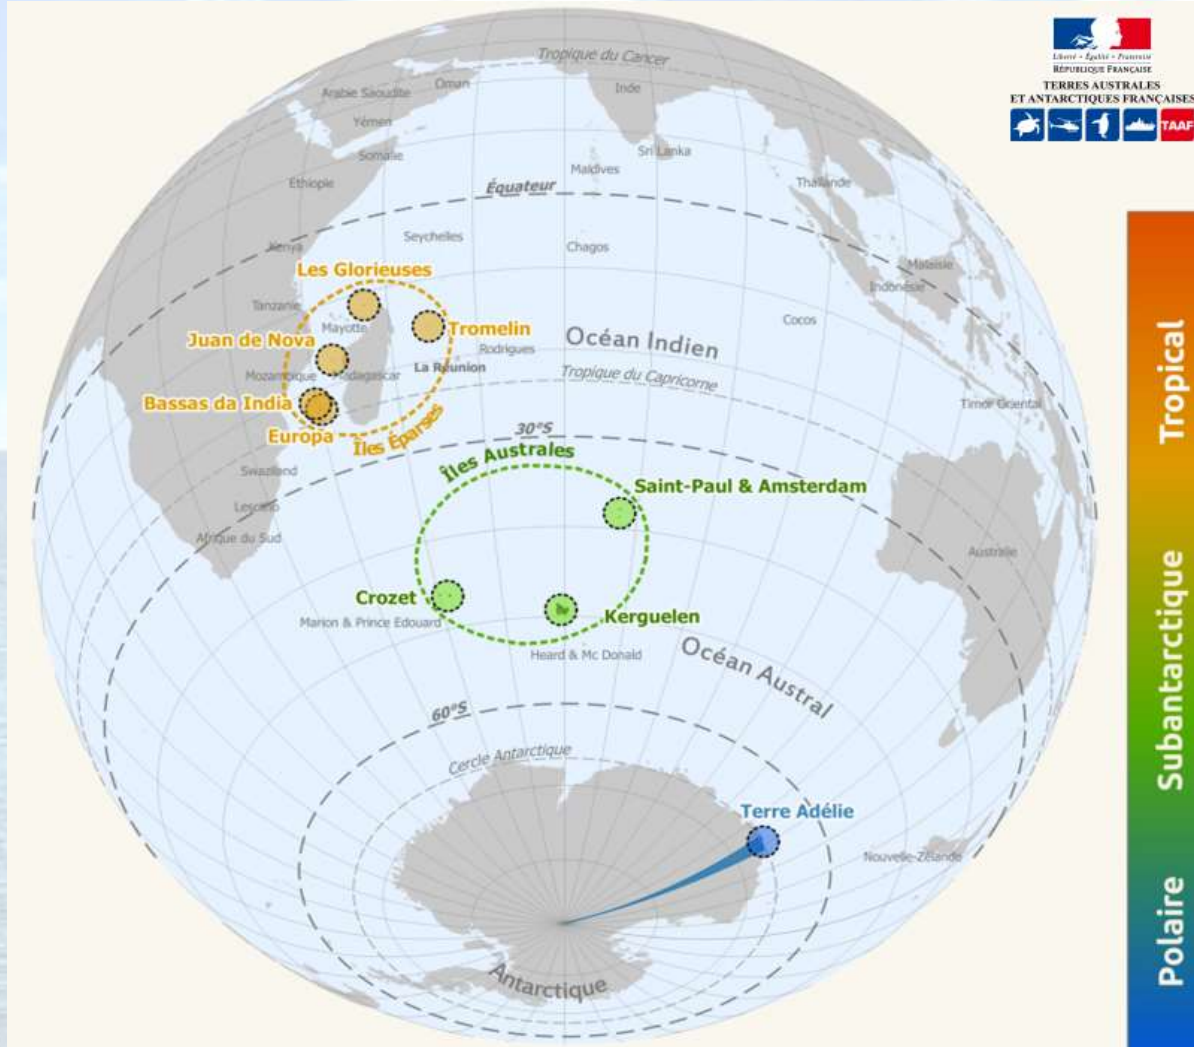 Tropique du Cancer
Liberté • Égalité • Fraternité
RÉPUBLIQUE FRANÇAISE
TERRES AUSTRALES
ET ANTARCTIQUES FRANÇAISES
TAAF
Oman
Inde
Arabie Saoudite
Yémen
Somalie
Sri Lanka
Maldives
Ethiopie
Thaïlande
Équateur
Seychelles
Kenya
Chagos
Les Glorieuses
Malaisie
Indonésie
Tanzanie
Mayotte
Tromelin
Cocos
Juan de Nova
Océan Indien
Rodrigues
La Réunion
Mozambique
Madagascar
Tropique du Capricorne
Bassas da India
Timor Oriental
Europa
Îles Éparses
30°S
Tropical
Îles Australes
Swaziland
Saint-Paul & Amsterdam
Lesotho
Afrique du Sud
Australie
Crozet
Kerguelen
Marion & Prince Edouard
Heard & Mc Donald
Océan Austral
Subantarctique
60°S
Cercle Antarctique
Terre Adélie
Nouvelle-Zélande
Polaire
Antarctique